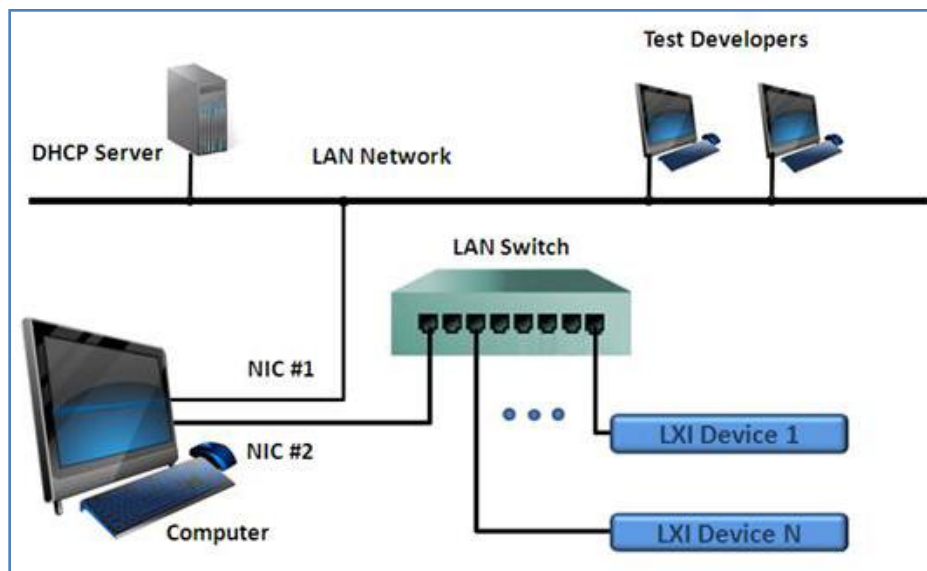 Test Developers
DHCP Server
LAN Network
LAN Switch
NIC #1
NIC #2
LXI Device 1
Computer
LXI Device N